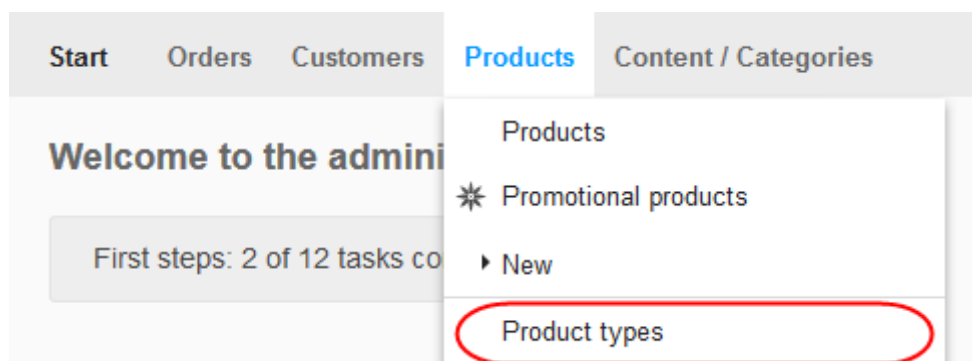 Start Orders Customers Products Content / Categories
Products
Welcome to the admini
Promotional products
First steps: 2 of 12 tasks co
New
Product types